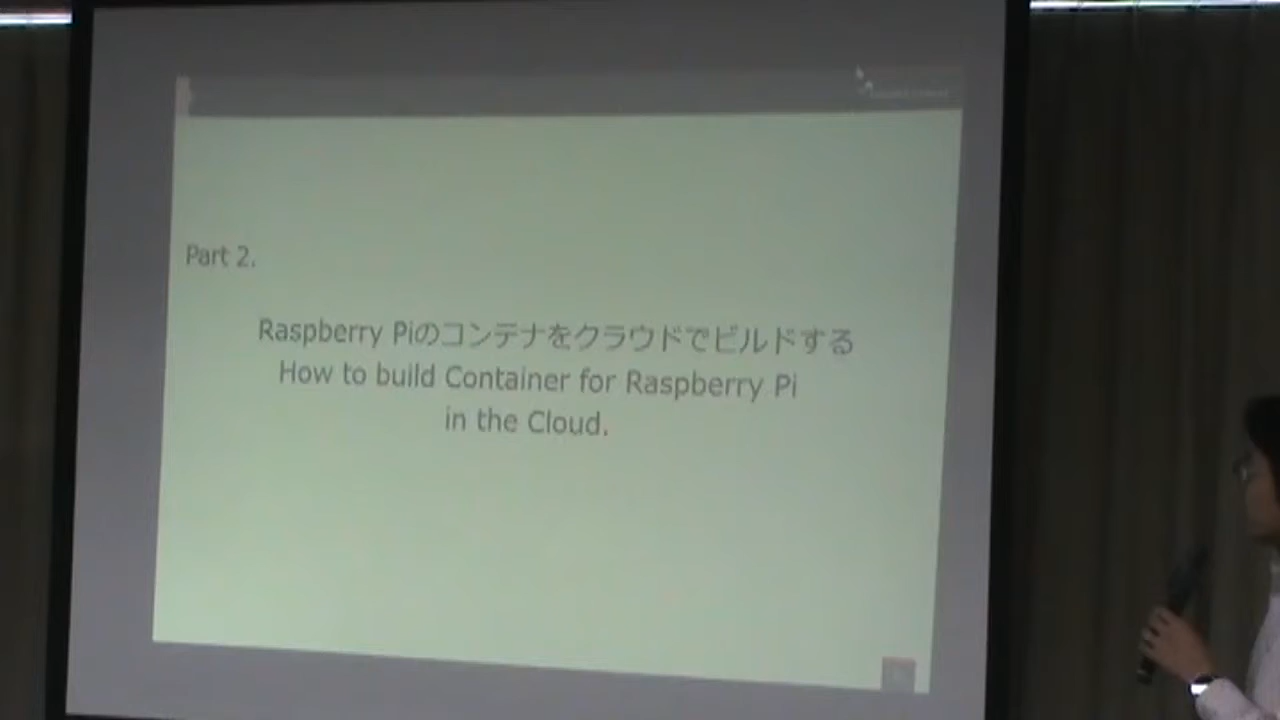 Part 2.
Raspberry Piのコンテナをクラウドでビルドする
How to build Container for Raspberry Pi
in the Cloud.